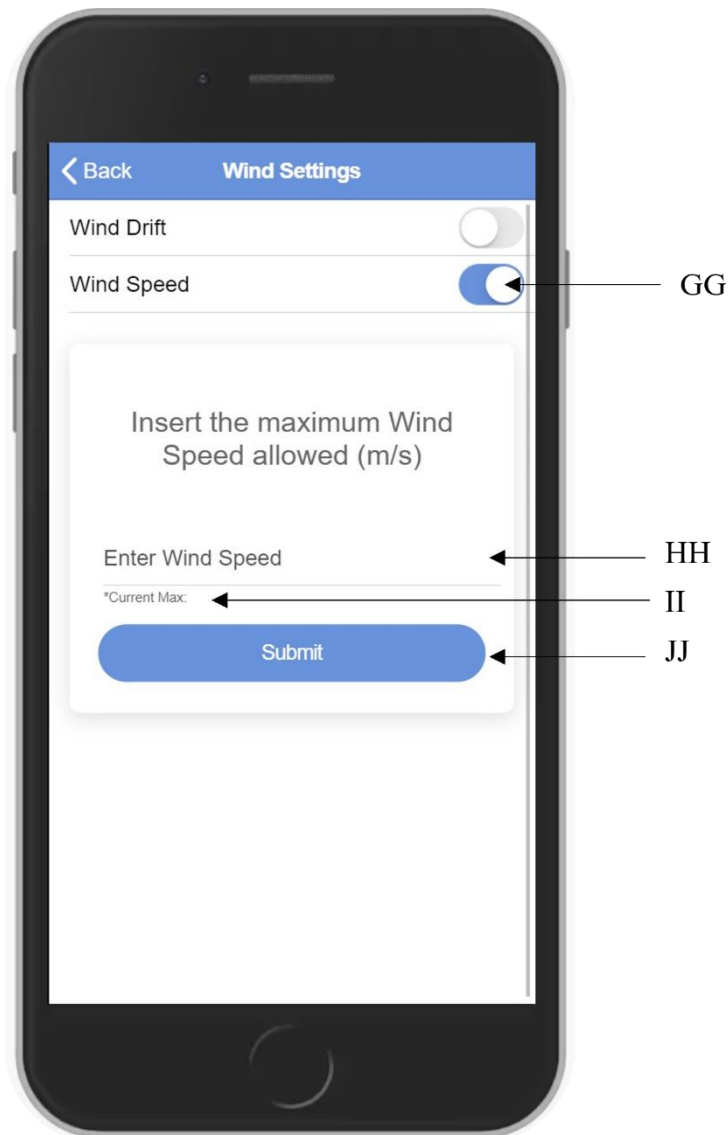 Back Wind Settings
Wind Drift
Wind Speed GG
Insert the maximum Wind
Speed allowed (m/s)
Enter Wind Speed HH
*Current Max: II
Submit JJ